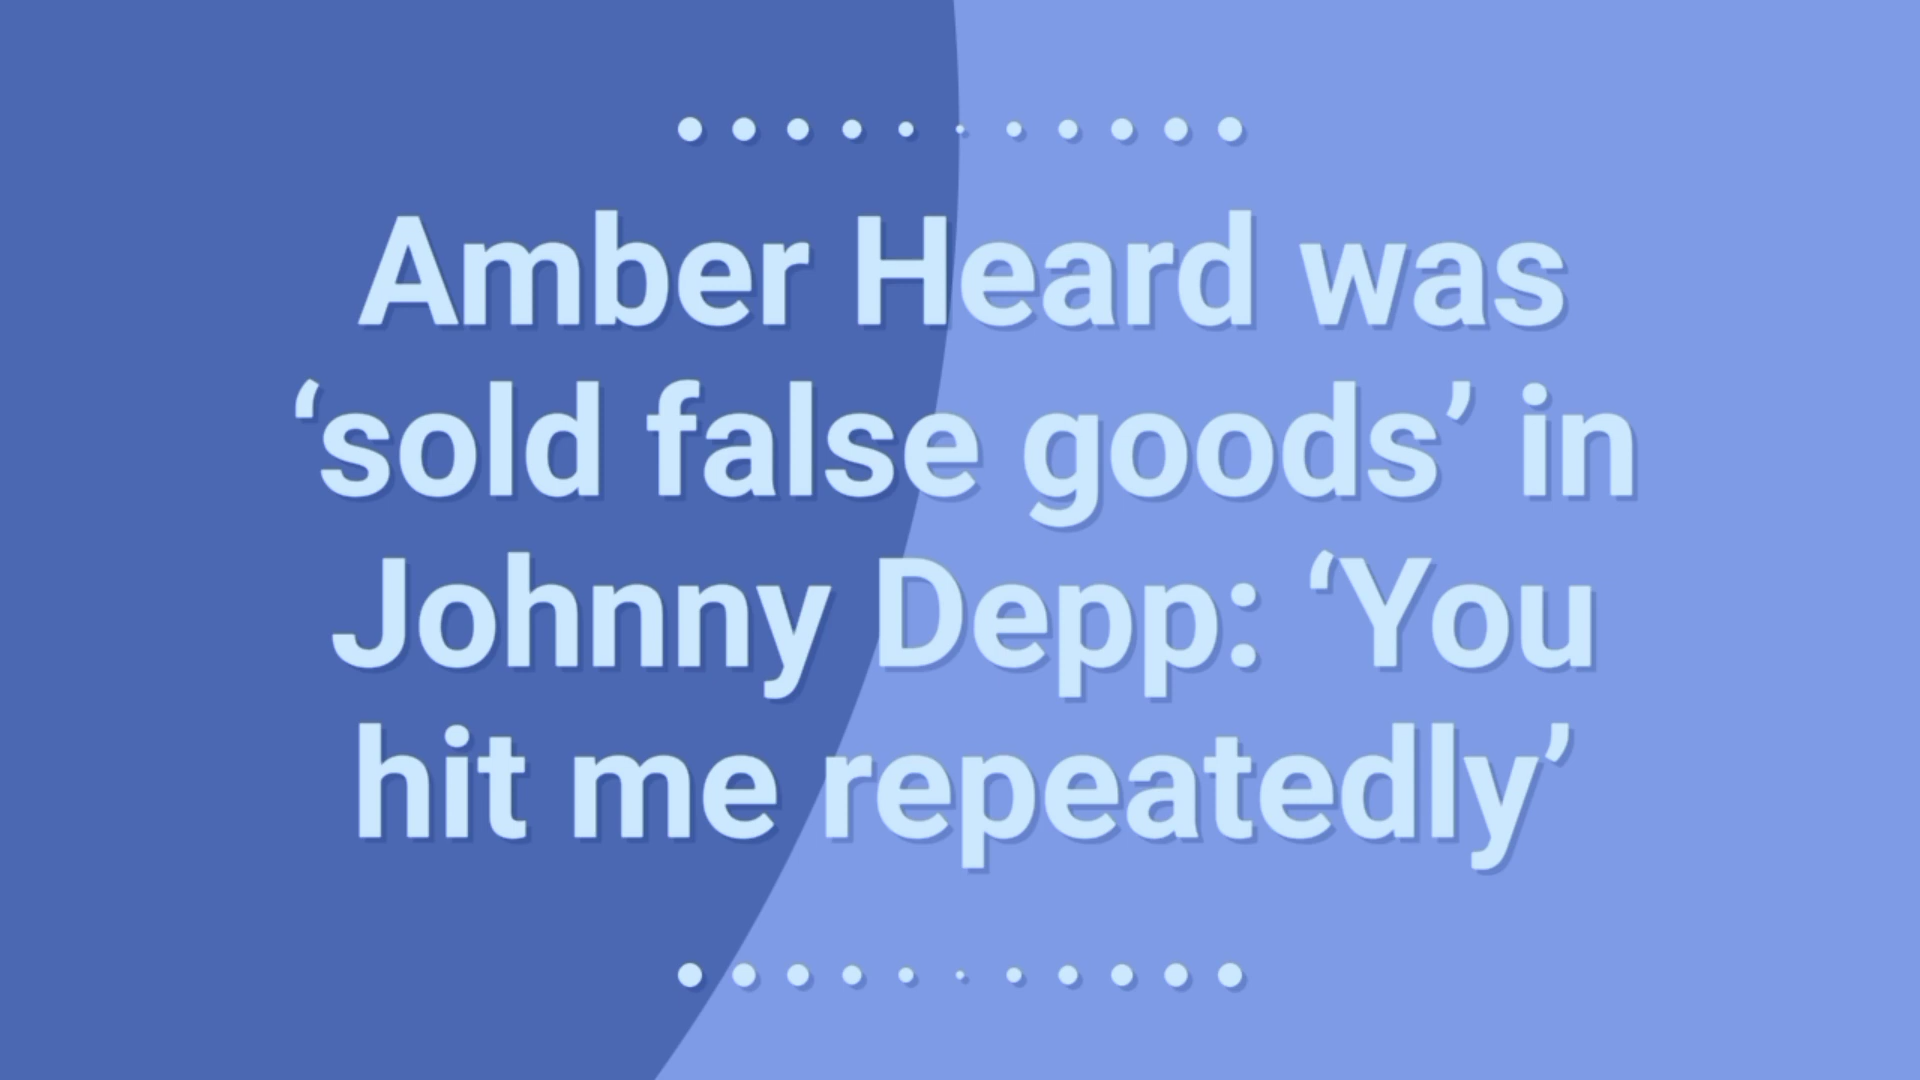 Amber Heard was
‘sold false goods’ in
Johnny Depp: ‘You
hit me repeatedly’